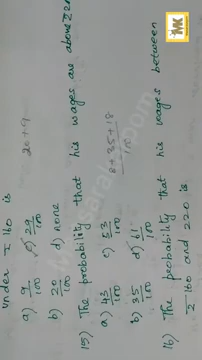 under ₹ 160 is
a) 9/100 c) 29/100 20+9
b) 20/100 d) none
15) The probability that his wages are above ₹ 220
a) 43/100 c) 53/100 8+35+18/100
b) 35/100 d) 61/100
16) The probability that his wages between
₹ 160 and 220 is